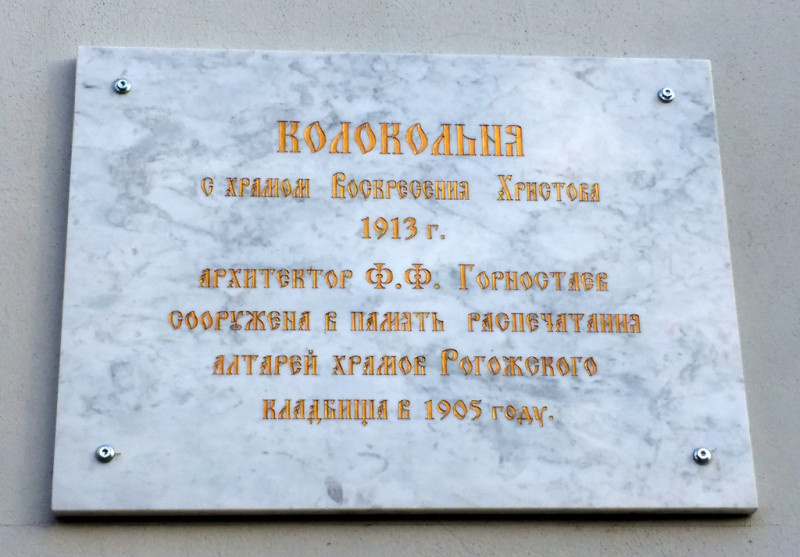 колокольня
с храмом Воскресения Христова
1913 г.
архитектор Ф.Ф. Горностаев
сооружена в память распечатания
алтарей храмов Рогожского
кладбища в 1905 году.